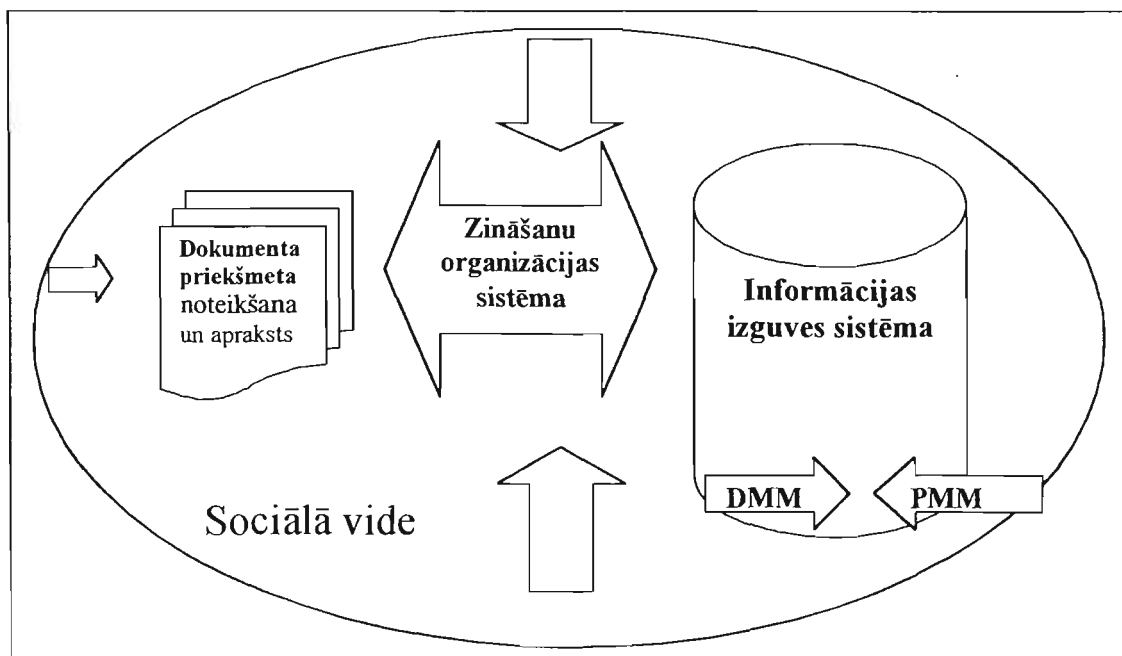 Dokumenta
priekšmeta
noteikšana
un apraksts
Zināšanu
organizācijas
sistēma
Informācijas
izguves sistēma
DMM
PMM
Sociālā vide